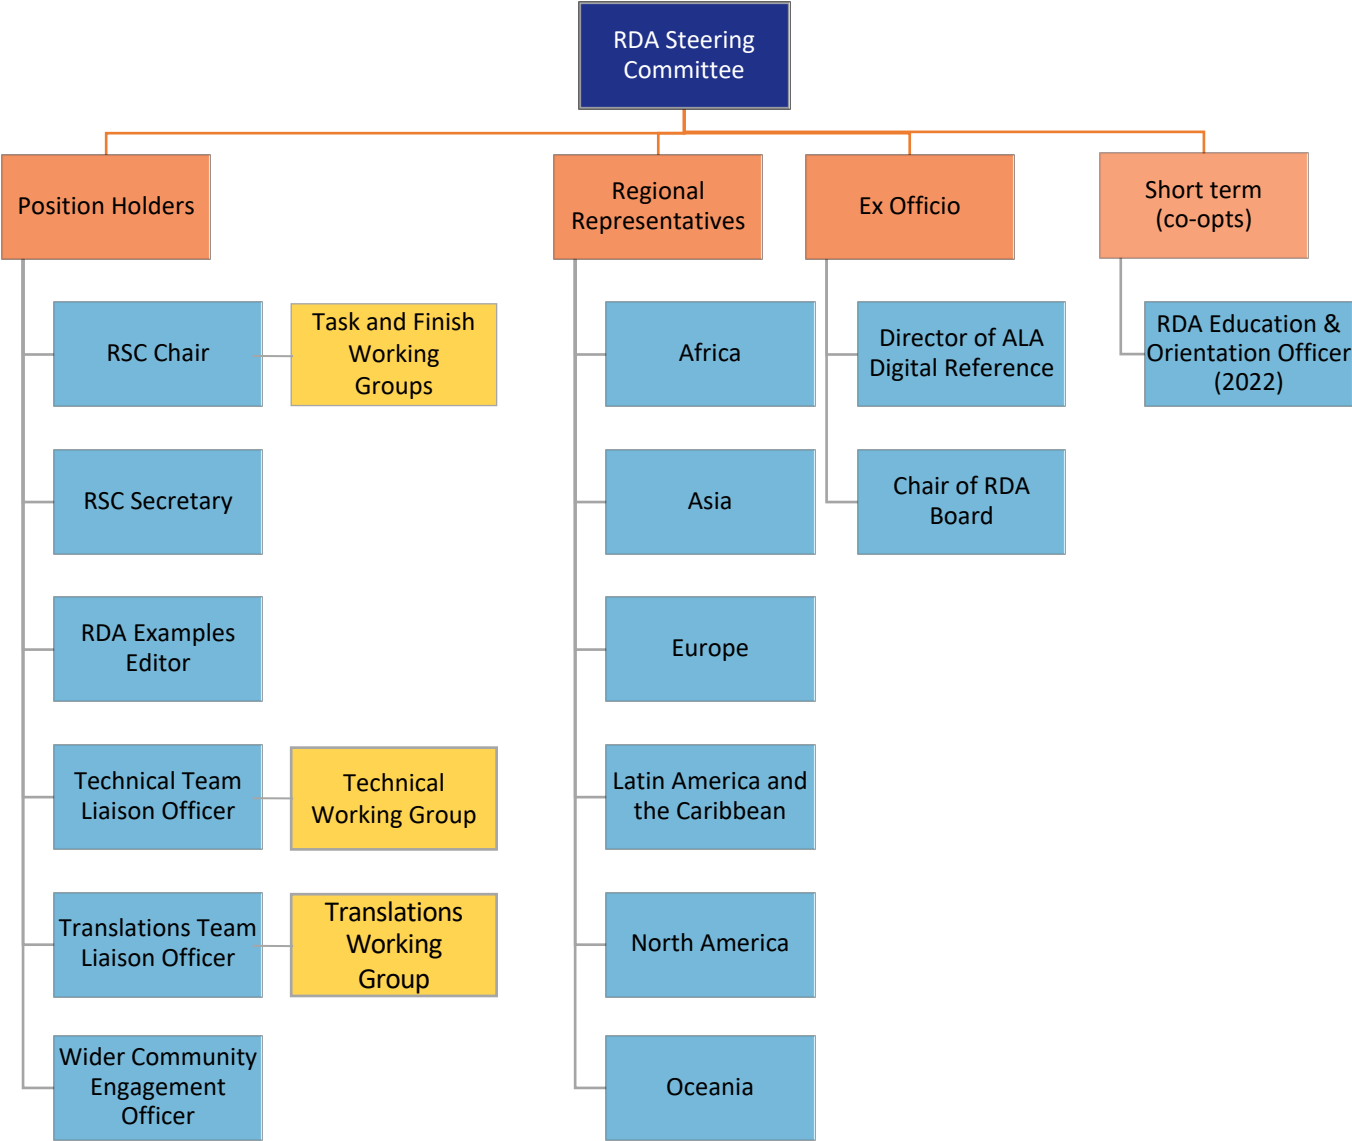 RDA Steering
Committee
Position Holders
Regional
Representatives
Ex Officio
Short term
(co-opts)
RSC Chair
Task and Finish
Working
Groups
RSC Secretary
RDA Examples
Editor
Technical Team
Liaison Officer
Technical
Working Group
Translations Team
Liaison Officer
Translations
Working
Group
Wider Community
Engagement
Officer
Africa
Asia
Europe
Latin America and
the Caribbean
North America
Oceania
Director of ALA
Digital Reference
Chair of RDA
Board
RDA Education &
Orientation Officer
(2022)